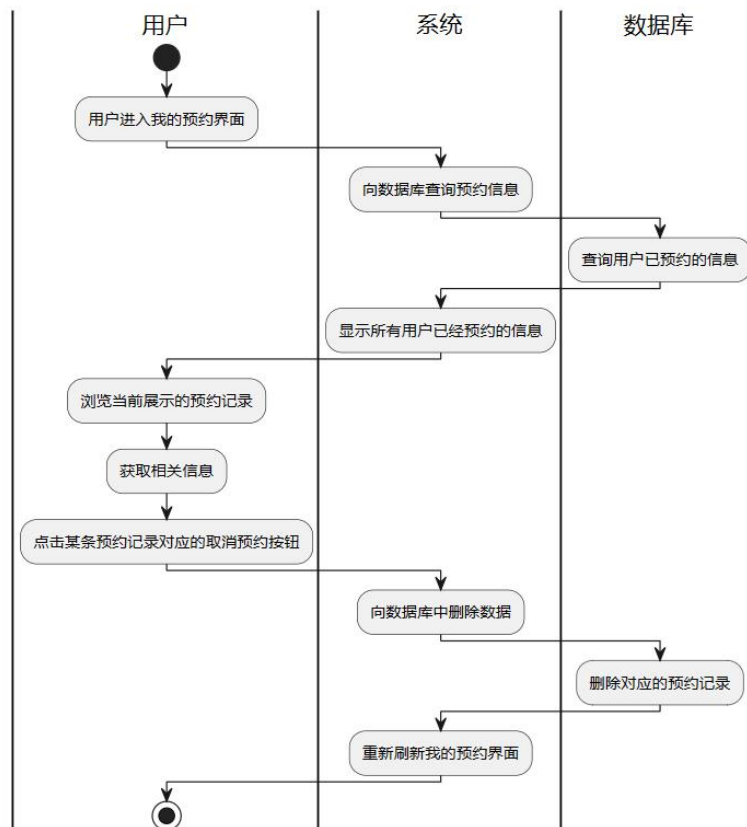 用户
系统
数据库
用户进入我的预约界面
向数据库查询预约信息
查询用户已预约的信息
显示所有用户已经预约的信息
浏览当前展示的预约记录
获取相关信息
点击某条预约记录对应的取消预约按钮
向数据库中删除数据
删除对应的预约记录
重新刷新我的预约界面